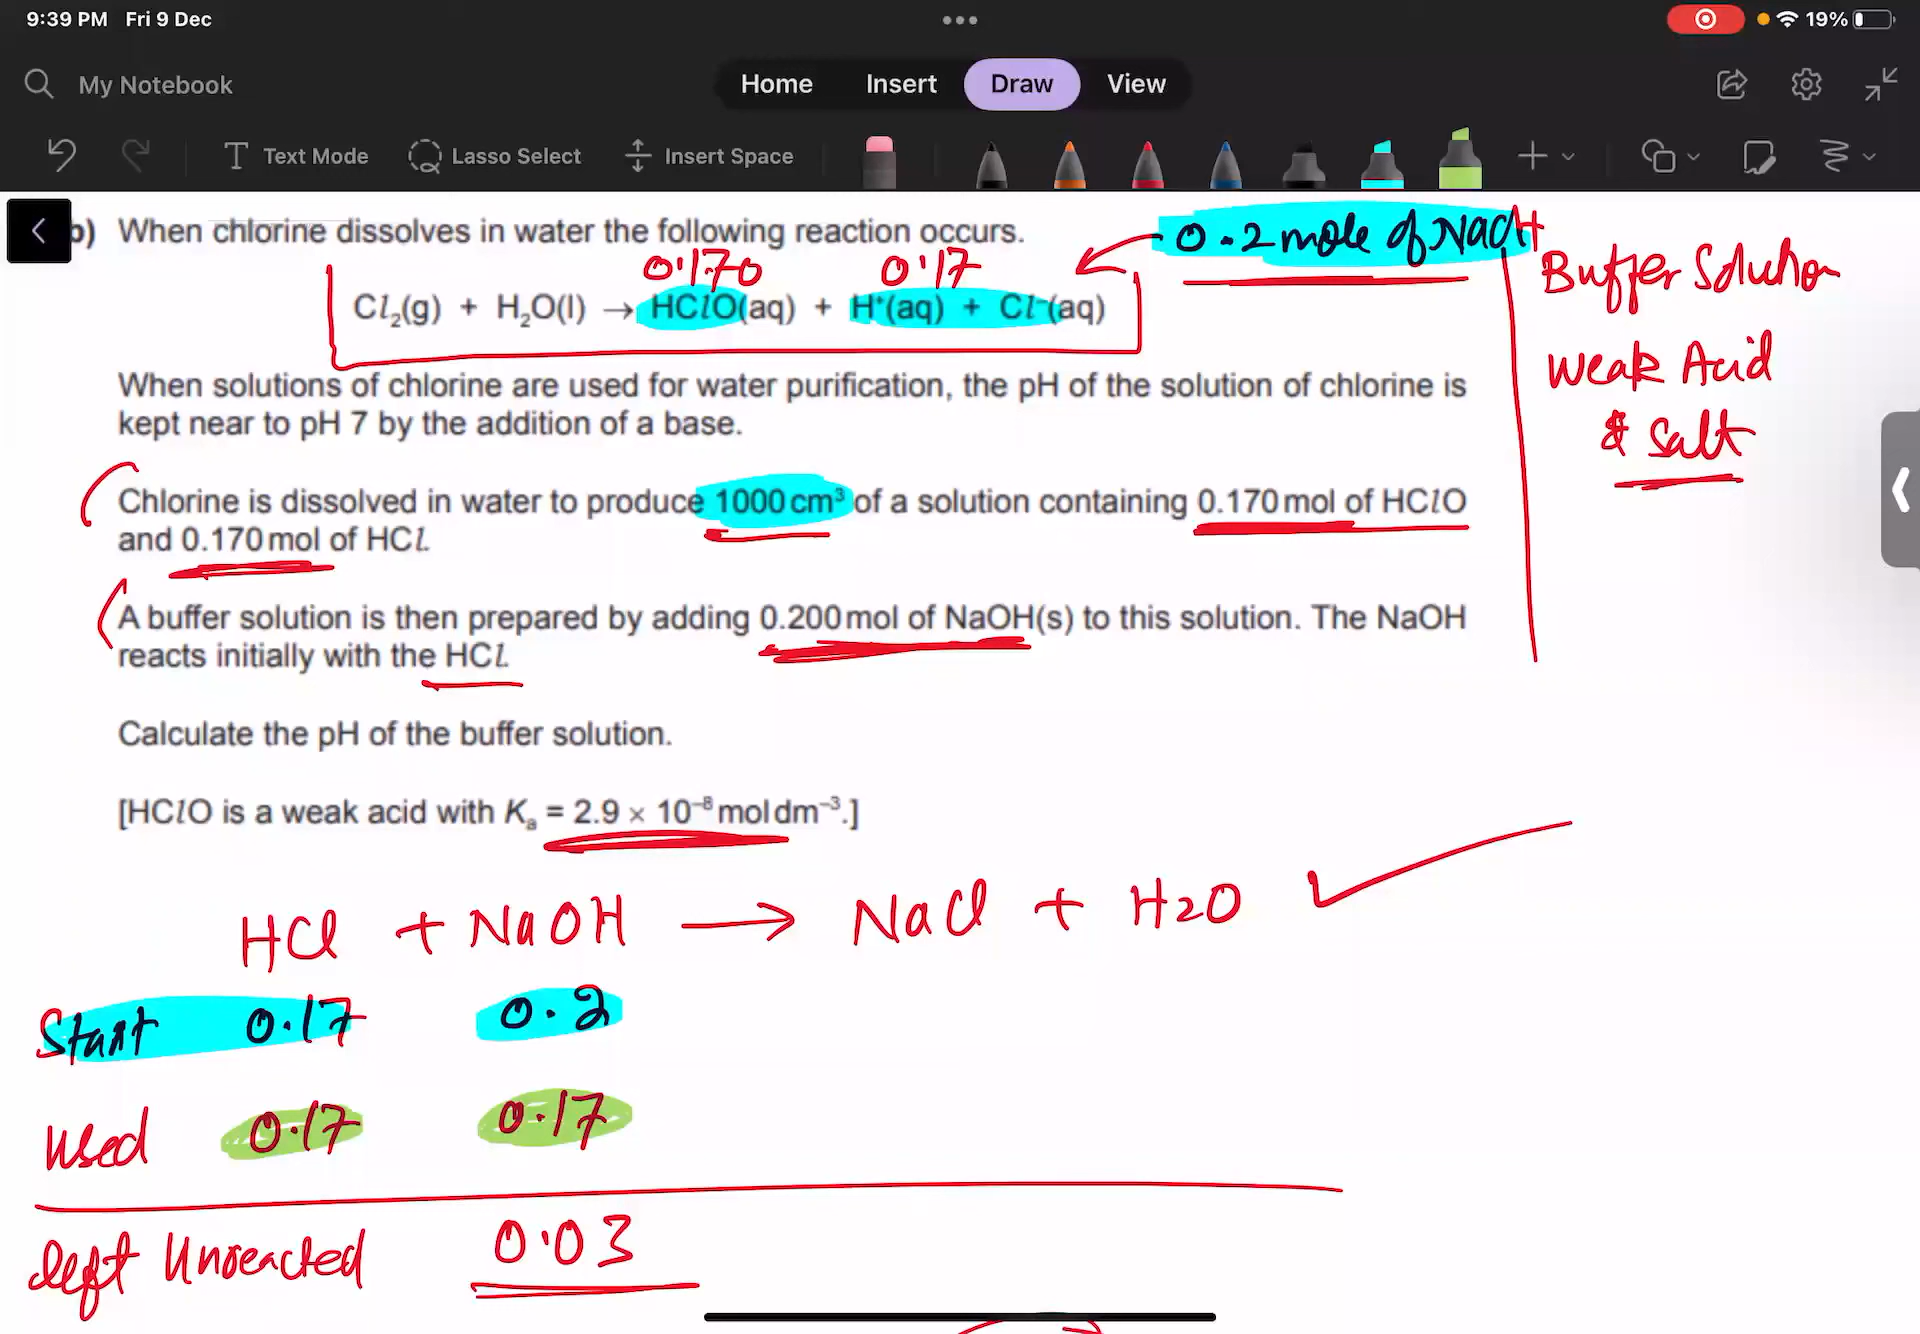 9:39 PM Fri 9 Dec
19%
My Notebook
Home Insert Draw View
Text Mode Lasso Select Insert Space
b) When chlorine dissolves in water the following reaction occurs.
0.2 mole of NaOH
0.170 0.17
Cl₂(g) + H₂O(l) → HClO(aq) + H⁺(aq) + Cl⁻(aq)
Buffer Solution
Weak Acid
& Salt
When solutions of chlorine are used for water purification, the pH of the solution of chlorine is
kept near to pH 7 by the addition of a base.
Chlorine is dissolved in water to produce 1000 cm³ of a solution containing 0.170 mol of HClO
and 0.170 mol of HCl.
A buffer solution is then prepared by adding 0.200 mol of NaOH(s) to this solution. The NaOH
reacts initially with the HCl.
Calculate the pH of the buffer solution.
[HClO is a weak acid with Kₐ = 2.9 × 10⁻⁸ mol dm⁻³.]
HCl + NaOH → NaCl + H2O
Start 0.17 0.2
Used 0.17 0.17
left Unreacted 0.03